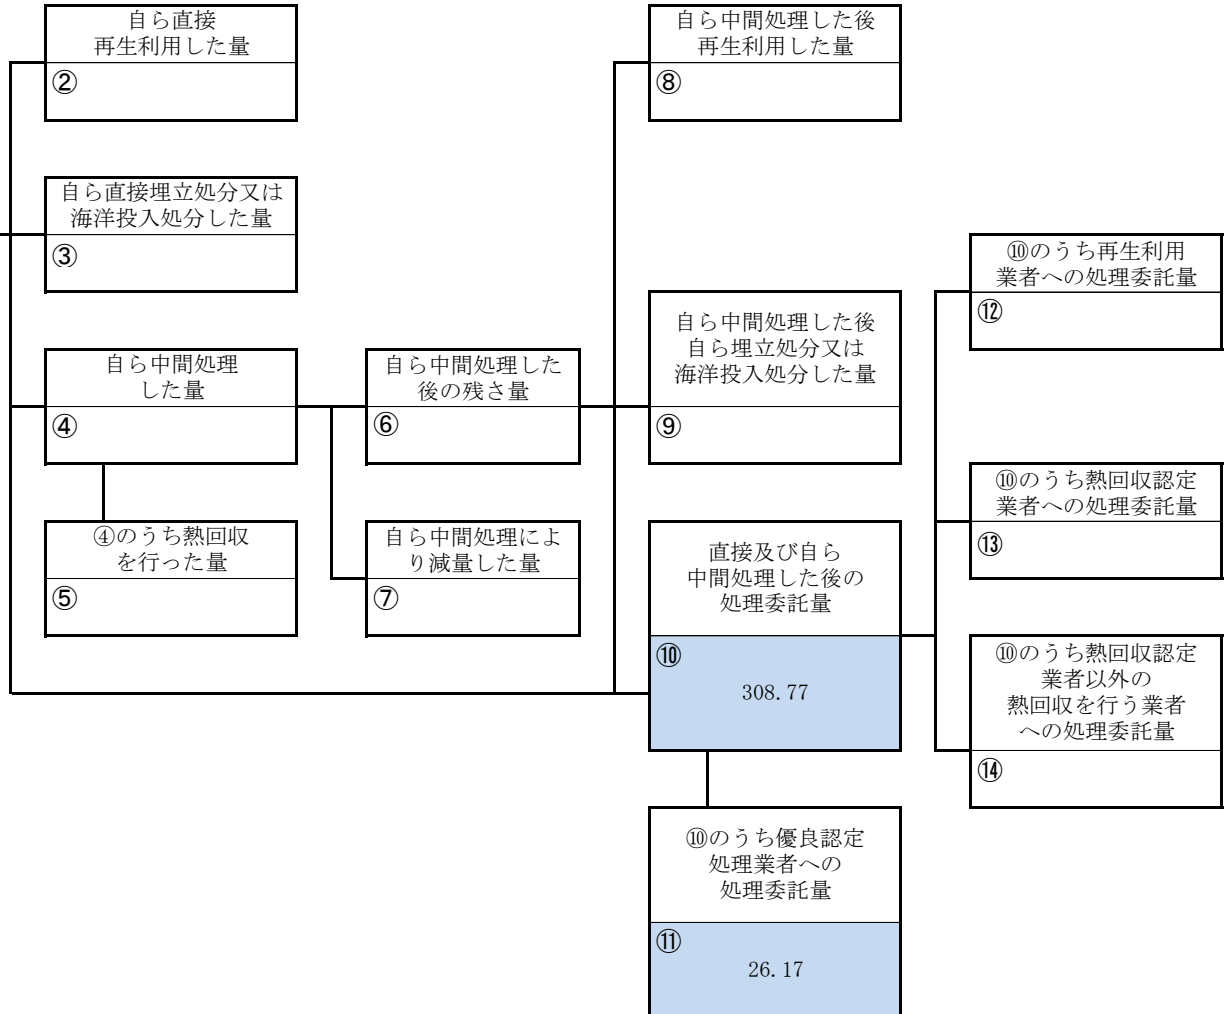 自ら直接
再生利用した量
②
自ら中間処理した後
再生利用した量
⑧
自ら直接埋立処分又は
海洋投入処分した量
③
⑩のうち再生利用
業者への処理委託量
⑫
自ら中間処理した後
自ら埋立処分又は
海洋投入処分した量
⑨
自ら中間処理
した量
④
自ら中間処理した
後の残さ量
⑥
⑩のうち熱回収認定
業者への処理委託量
⑬
④のうち熱回収
を行った量
⑤
自ら中間処理によ
り減量した量
⑦
直接及び自ら
中間処理した後の
処理委託量
⑩
308.77
⑩のうち熱回収認定
業者以外の
熱回収を行う業者
への処理委託量
⑭
⑩のうち優良認定
処理業者への
処理委託量
⑪
26.17